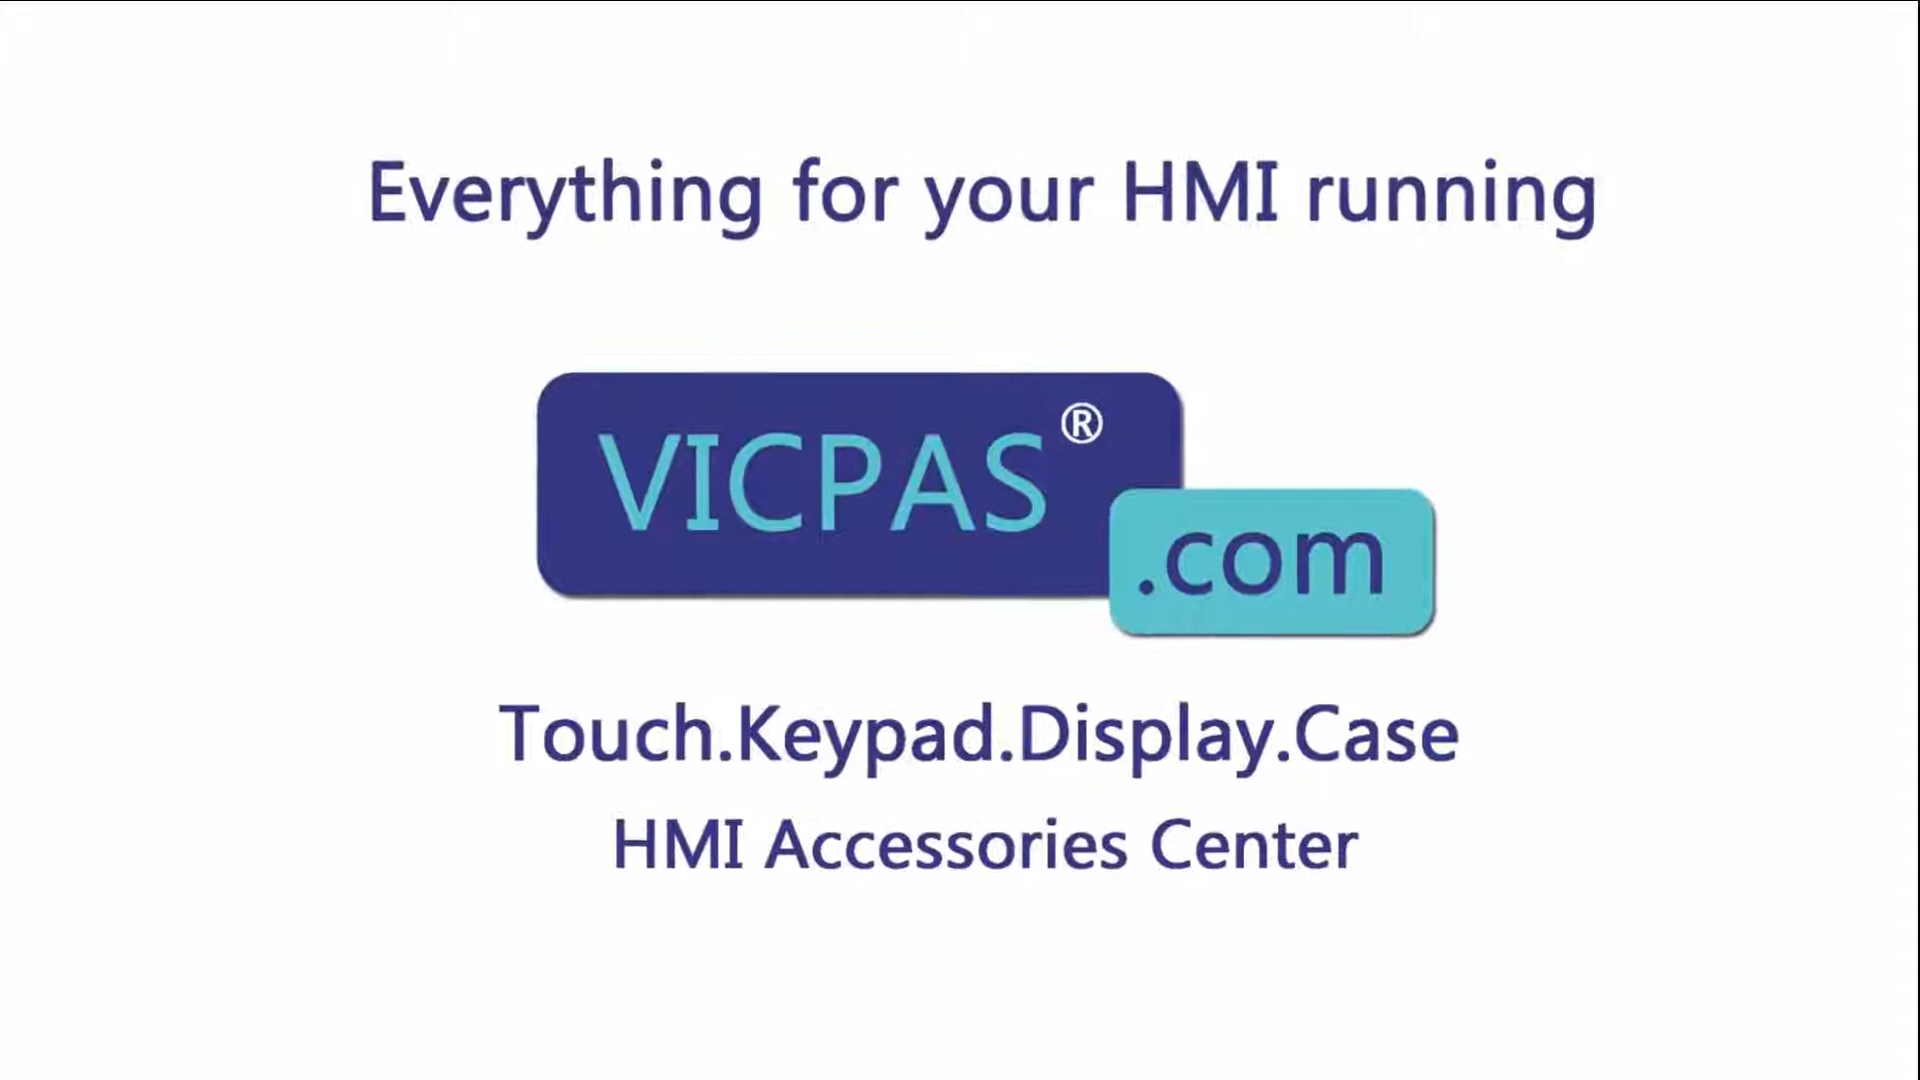 Everything for your HMI running
VICPAS®
.com
Touch.Keypad.Display.Case
HMI Accessories Center